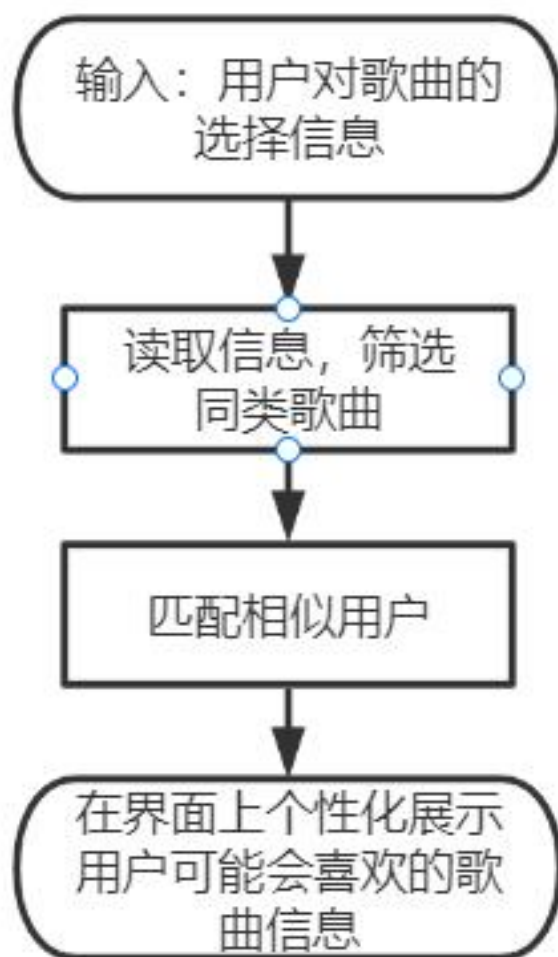 输入：用户对歌曲的
选择信息
读取信息，筛选
同类歌曲
匹配相似用户
在界面上个性化展示
用户可能会喜欢的歌
曲信息